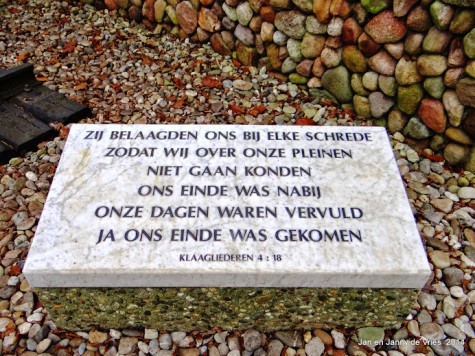 ZIJ BELAAGDEN ONS BIJ ELKE SCHREDE
ZODAT WIJ OVER ONZE PLEINEN
NIET GAAN KONDEN
ONS EINDE WAS NABIJ
ONZE DAGEN WAREN VERVULD
JA ONS EINDE WAS GEKOMEN
KLAAGLIEDEREN 4 : 18
Jan en Janny de Vries